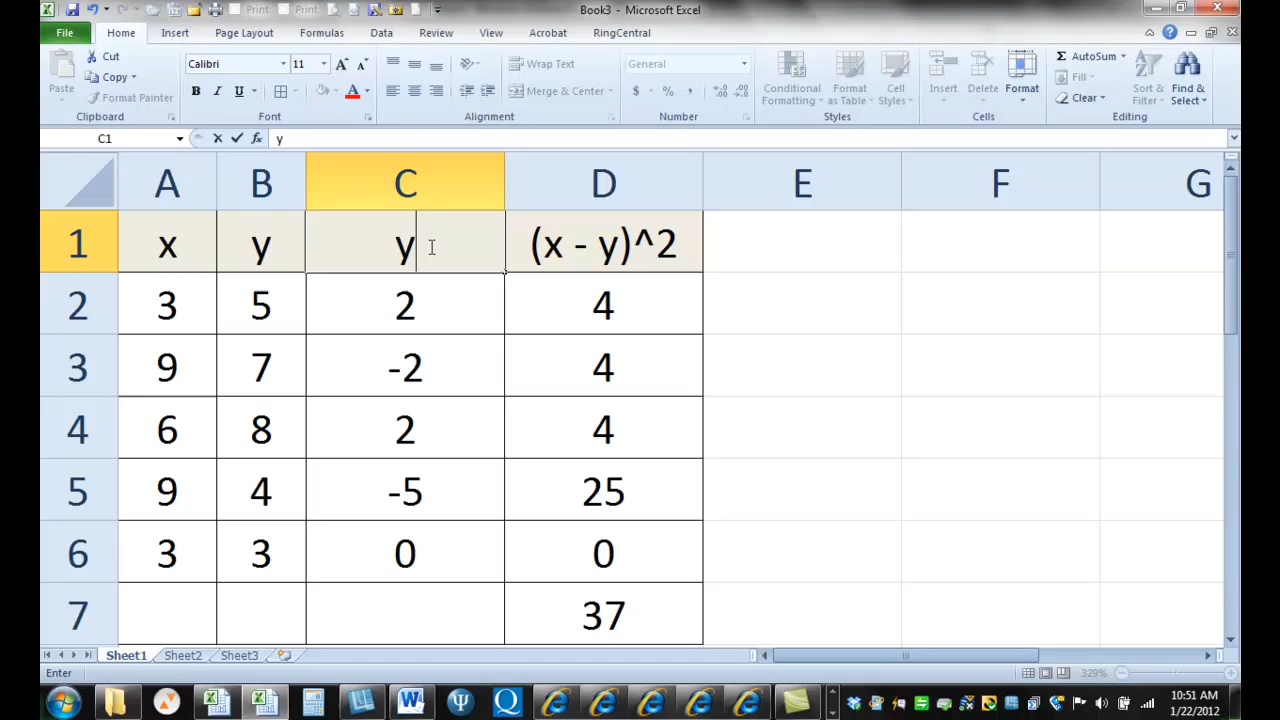 Print:
Print:
Book3 - Microsoft Excel
File Home Insert Page Layout Formulas Data Review View Acrobat RingCentral
Paste
Cut
Copy
Format Painter
Clipboard
Calibri 11
B I U
Font
Wrap Text
Merge & Center
Alignment
General
$ % ,
Number
Conditional Formatting
Format as Table
Cell Styles
Styles
Insert
Delete
Format
Cells
Σ AutoSum
Fill
Clear
Sort & Filter
Find & Select
Editing
C1 fx y
A B C D E F G
1 x y y (x - y)^2
2 3 5 2 4
3 9 7 -2 4
4 6 8 2 4
5 9 4 -5 25
6 3 3 0 0
7 37
Sheet1 Sheet2 Sheet3
Enter 329%
10:51 AM
1/22/2012